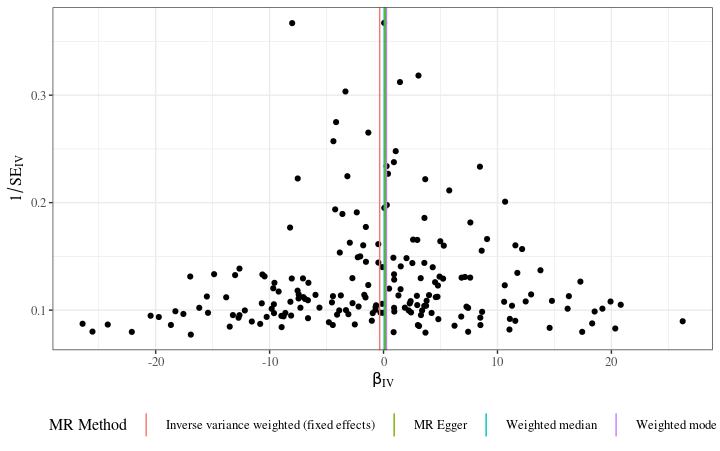 0.3
0.2
0.1
1/SE_IV
-20
-10
0
10
20
β_IV
MR Method
Inverse variance weighted (fixed effects)
MR Egger
Weighted median
Weighted mode